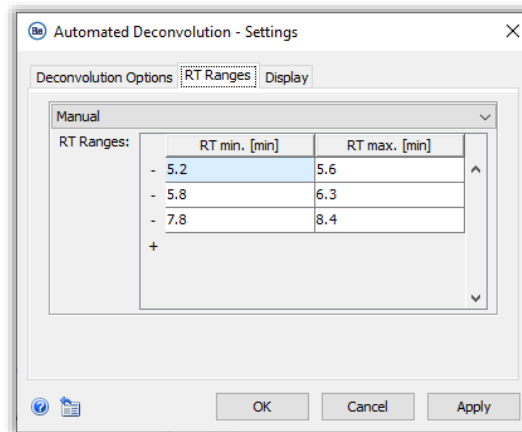 Automated Deconvolution - Settings
Deconvolution Options RT Ranges Display
Manual
RT Ranges: RT min. [min] RT max. [min]
- 5.2 5.6
- 5.8 6.3
- 7.8 8.4
+
OK Cancel Apply